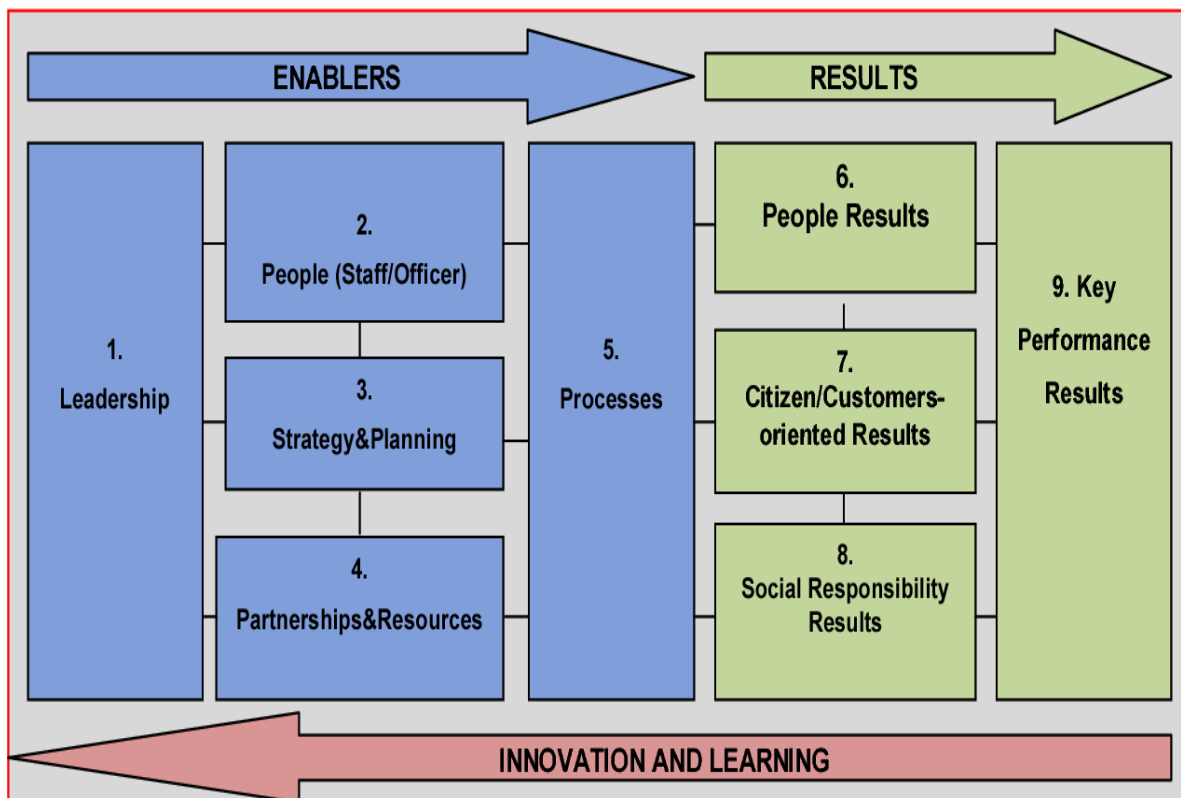 ENABLERS
RESULTS
1.
Leadership
2.
People (Staff/Officer)
3.
Strategy&Planning
4.
Partnerships&Resources
5.
Processes
6.
People Results
7.
Citizen/Customers-
oriented Results
8.
Social Responsibility
Results
9. Key
Performance
Results
INNOVATION AND LEARNING